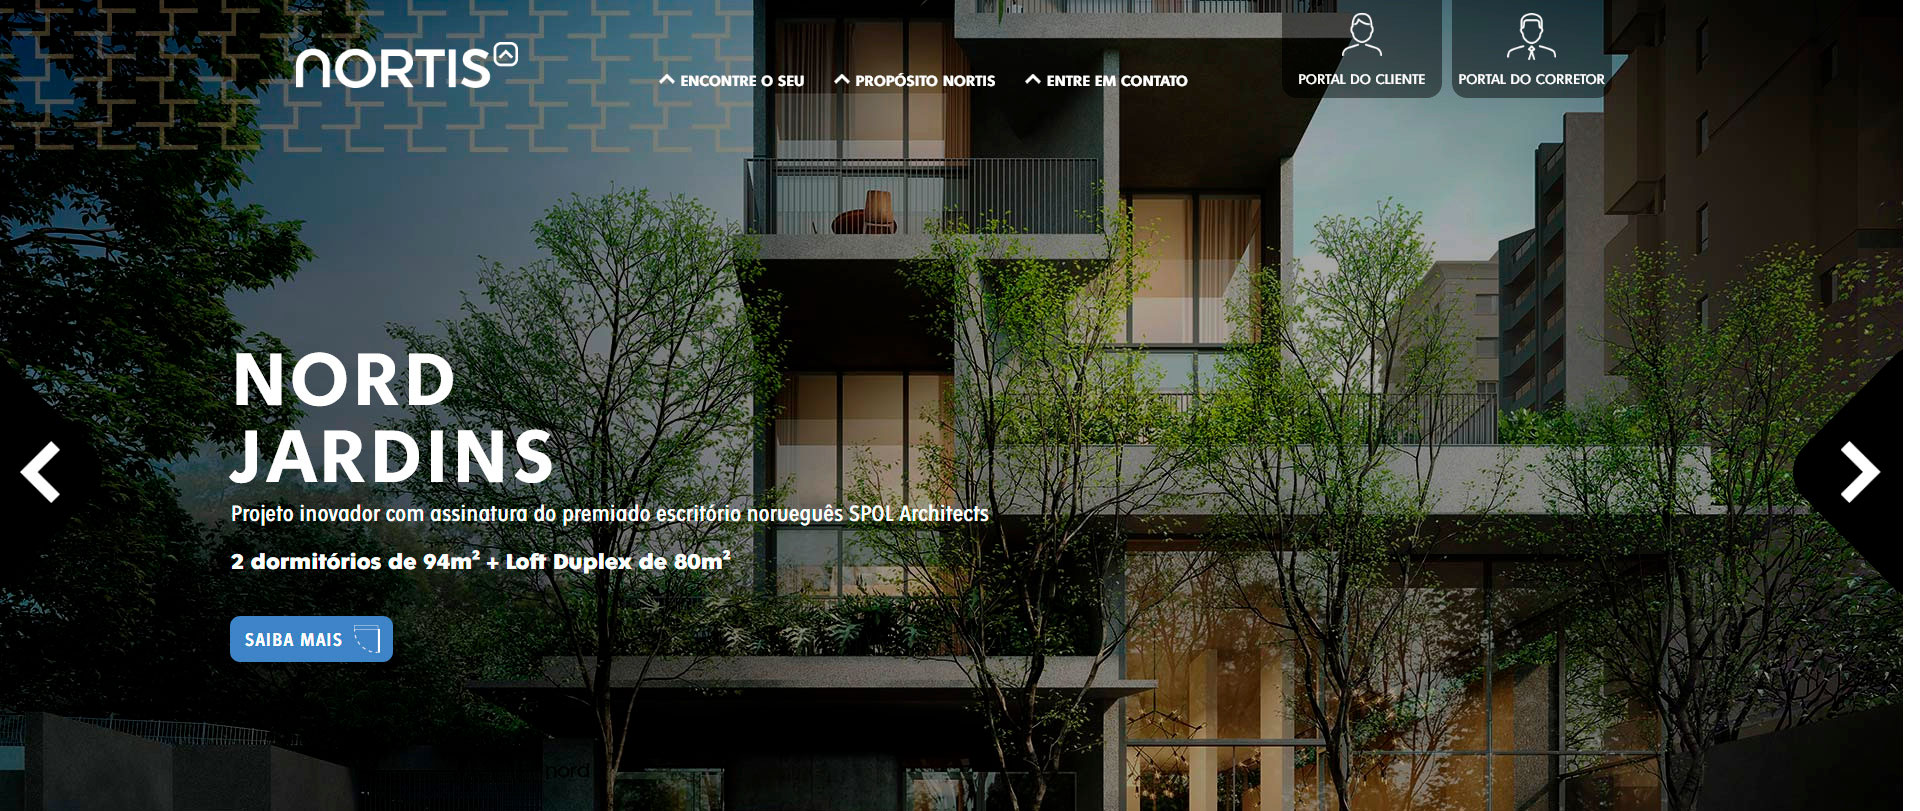 NORTIS
ENCONTRE O SEU
PROPÓSITO NORTIS
ENTRE EM CONTATO
PORTAL DO CLIENTE
PORTAL DO CORRETOR
NORD
JARDINS
Projeto inovador com assinatura do premiado escritório norueguês SPOL Architects
2 dormitórios de 94m² + Loft Duplex de 80m²
SAIBA MAIS
nord